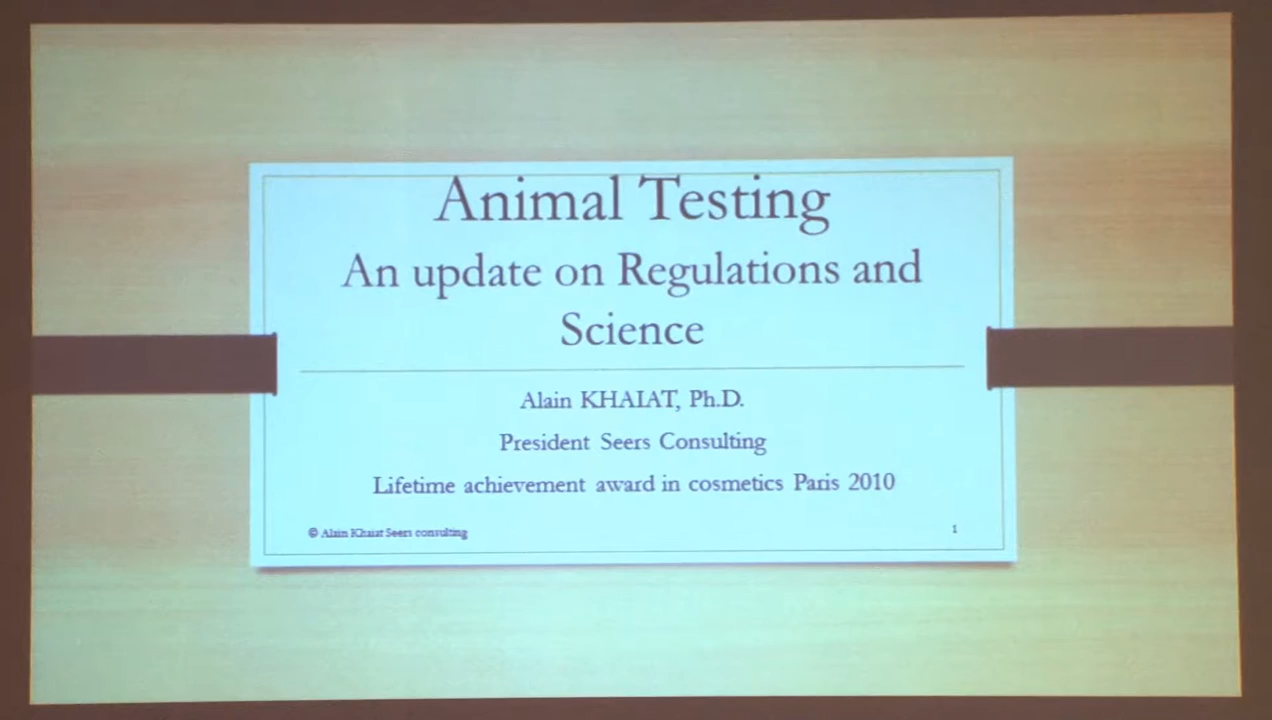 Animal Testing
An update on Regulations and
Science
Alain KHAIAT, Ph.D.
President Seers Consulting
Lifetime achievement award in cosmetics Paris 2010
© Alain Khaiat Seers consulting
1